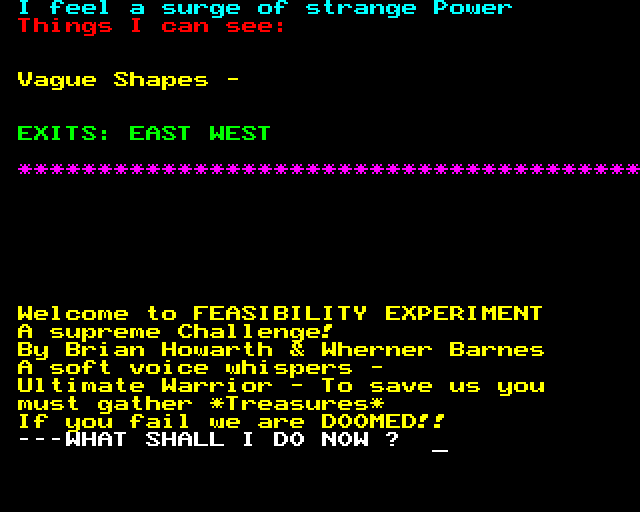 I feel a surge of strange Power
Things I can see:
Vague Shapes -
EXITS: EAST WEST
***************************************
Welcome to FEASIBILITY EXPERIMENT
A supreme Challenge!
By Brian Howarth & Wherner Barnes
A soft voice whispers -
Ultimate Warrior - To save us you
must gather *Treasures*
If you fail we are DOOMED!!
---WHAT SHALL I DO NOW ? _